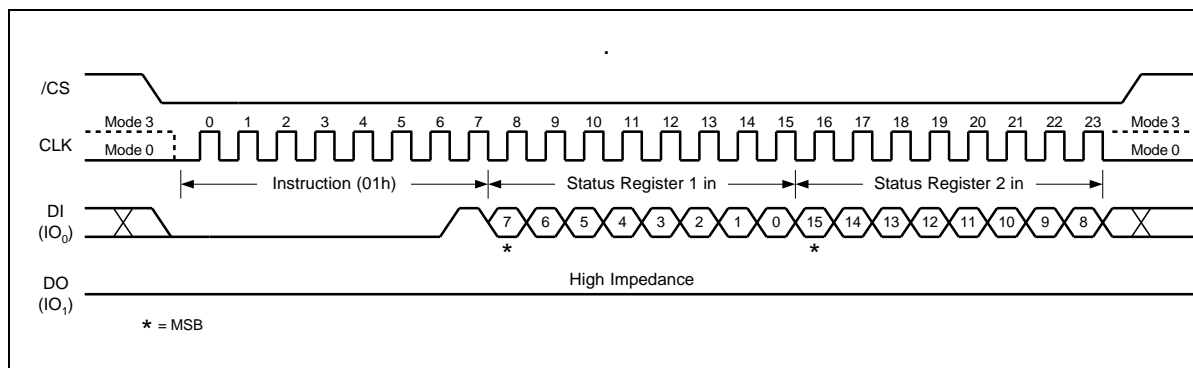 .
/CS
Mode 3 0 1 2 3 4 5 6 7 8 9 10 11 12 13 14 15 16 17 18 19 20 21 22 23 Mode 3
CLK Mode 0 Mode 0
Instruction (01h) Status Register 1 in Status Register 2 in
DI 7 6 5 4 3 2 1 0 15 14 13 12 11 10 9 8
(IO0) * *
DO High Impedance
(IO1)
* = MSB